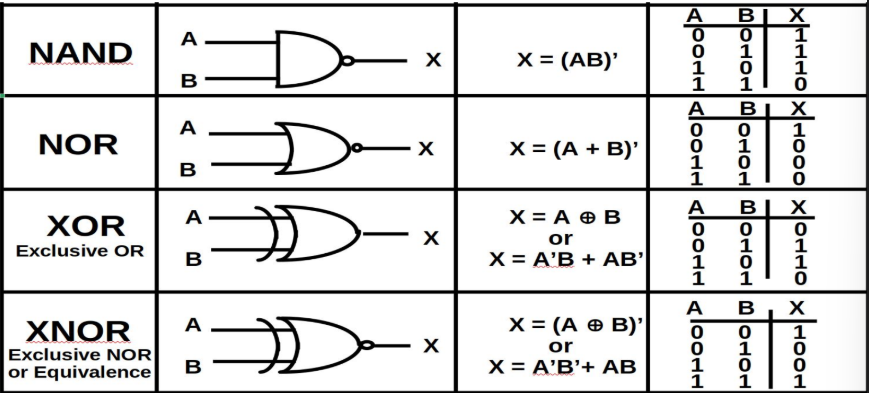 NAND
A
B
X
X = (AB)’
A B X
0 0 1
0 1 1
1 0 1
1 1 0
NOR
A
B
X
X = (A + B)’
A B X
0 0 1
0 1 0
1 0 0
1 1 0
XOR
Exclusive OR
A
B
X
X = A ⊕ B
or
X = A’B + AB’
A B X
0 0 0
0 1 1
1 0 1
1 1 0
XNOR
Exclusive NOR
or Equivalence
A
B
X
X = (A ⊕ B)’
or
X = A’B’+ AB
A B X
0 0 1
0 1 0
1 0 0
1 1 1